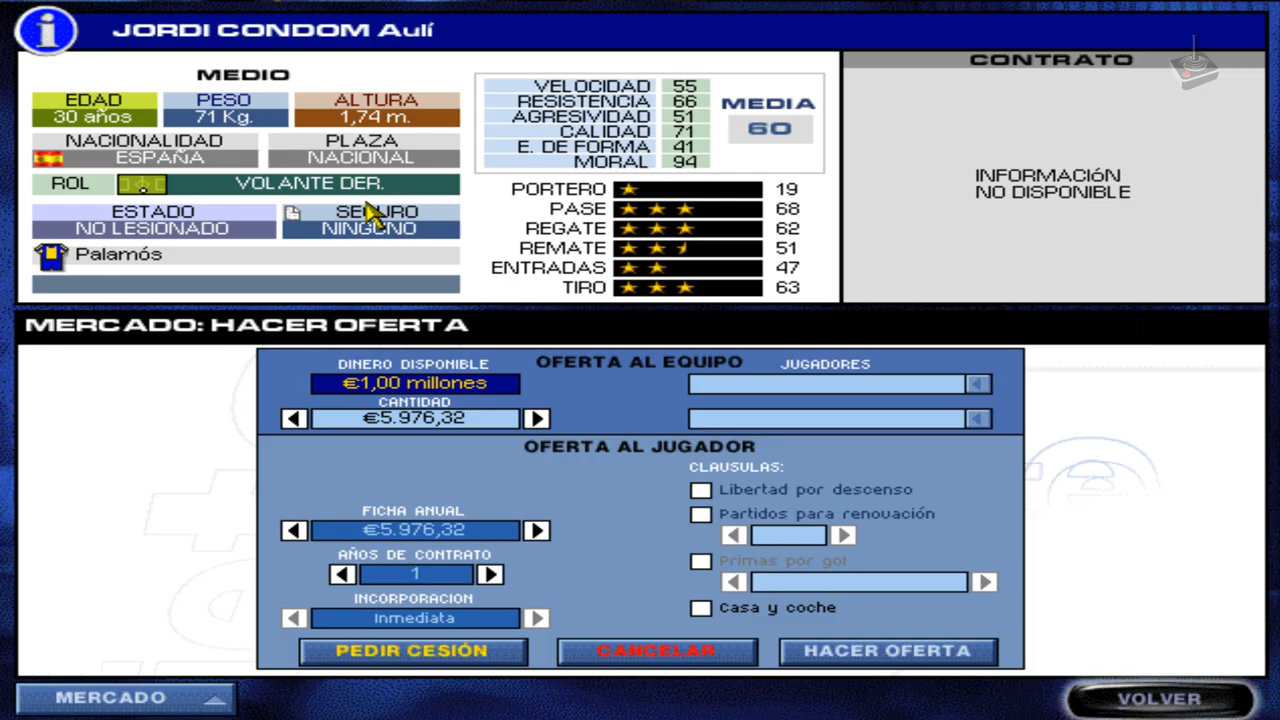 JORDI CONDOM Aulí
MEDIO
EDAD
30 años
PESO
71 Kg.
ALTURA
1,74 m.
NACIONALIDAD
ESPAÑA
PLAZA
NACIONAL
ROL
VOLANTE DER.
ESTADO
NO LESIONADO
SEGURO
NINGUNO
Palamós
VELOCIDAD 55
RESISTENCIA 66
AGRESIVIDAD 51
CALIDAD 71
E. DE FORMA 41
MORAL 94
MEDIA
60
PORTERO 19
PASE 68
REGATE 62
REMATE 51
ENTRADAS 47
TIRO 63
CONTRATO
INFORMACIóN
NO DISPONIBLE
MERCADO: HACER OFERTA
DINERO DISPONIBLE
€1,00 millones
CANTIDAD
€5.976,32
OFERTA AL EQUIPO
JUGADORES
OFERTA AL JUGADOR
FICHA ANUAL
€5.976,32
AÑOS DE CONTRATO
1
INCORPORACION
Inmediata
CLAUSULAS:
Libertad por descenso
Partidos para renovación
Primas por gol
Casa y coche
PEDIR CESIÓN
CANCELAR
HACER OFERTA
MERCADO
VOLVER